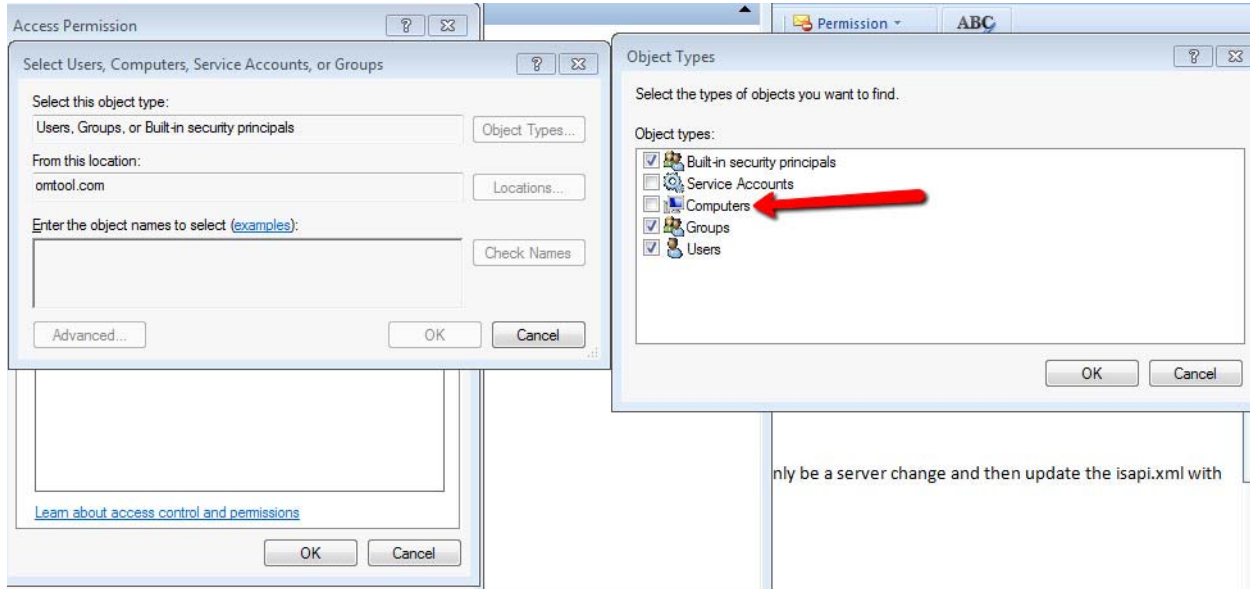 Access Permission
Select Users, Computers, Service Accounts, or Groups
Select this object type:
Users, Groups, or Built-in security principals
Object Types...
From this location:
omtool.com
Locations...
Enter the object names to select (examples):
Check Names
Advanced...
OK
Cancel
Learn about access control and permissions
OK
Cancel
Permission
ABC
Object Types
Select the types of objects you want to find.
Object types:
Built-in security principals
Service Accounts
Computers
Groups
Users
OK
Cancel
nly be a server change and then update the isapi.xml with